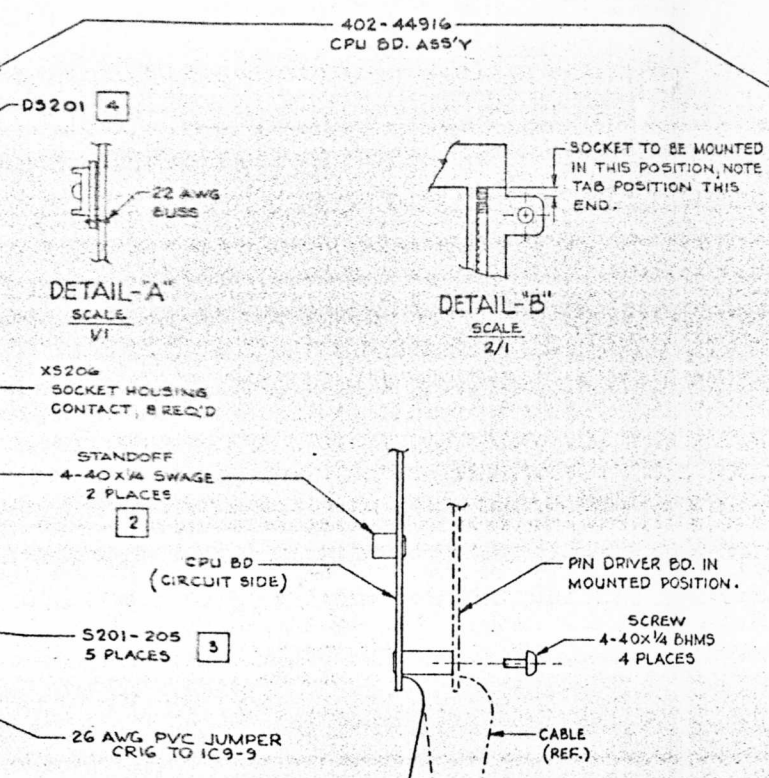 402-44916
CPU BD. ASS'Y
DS201 4
22 AWG
BUSS
DETAIL-"A"
SCALE
1/1
SOCKET TO BE MOUNTED
IN THIS POSITION, NOTE
TAB POSITION THIS
END.
DETAIL-"B"
SCALE
2/1
XS206
SOCKET HOUSING
CONTACT, 8 REQ'D
STANDOFF
4-40 X 1/4 SWAGE
2 PLACES
2
CPU BD
(CIRCUIT SIDE)
PIN DRIVER BD. IN
MOUNTED POSITION.
SCREW
4-40 X 1/4 BHMS
4 PLACES
S201-205
5 PLACES
3
26 AWG PVC JUMPER
CR16 TO IC9-9
CABLE
(REF.)